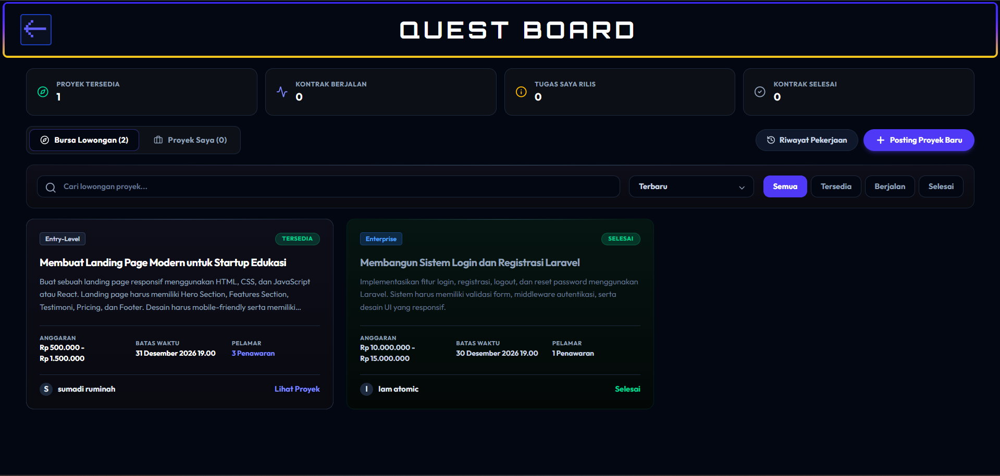 QUEST BOARD
PROYEK TERSEDIA
1
KONTRAK BERJALAN
0
TUGAS SAYA RILIS
0
KONTRAK SELESAI
0
Bursa Lowongan (2)
Proyek Saya (0)
Riwayat Pekerjaan
Posting Proyek Baru
Cari lowongan proyek...
Terbaru
Semua
Tersedia
Berjalan
Selesai
Entry-Level
TERSEDIA
Membuat Landing Page Modern untuk Startup Edukasi
Buat sebuah landing page responsif menggunakan HTML, CSS, dan JavaScript
atau React. Landing page harus memiliki Hero Section, Features Section,
Testimoni, Pricing, dan Footer. Desain harus mobile-friendly serta memiliki...
ANGGARAN
Rp 500.000 -
Rp 1.500.000
BATAS WAKTU
31 Desember 2026 19.00
PELAMAR
3 Penawaran
S
sumadi ruminah
Lihat Proyek
Enterprise
SELESAI
Membangun Sistem Login dan Registrasi Laravel
Implementasikan fitur login, registrasi, logout, dan reset password menggunakan
Laravel. Sistem harus memiliki validasi form, middleware autentikasi, serta
desain UI yang responsif.
ANGGARAN
Rp 10.000.000 -
Rp 15.000.000
BATAS WAKTU
30 Desember 2026 19.00
PELAMAR
1 Penawaran
I
Iam atomic
Selesai